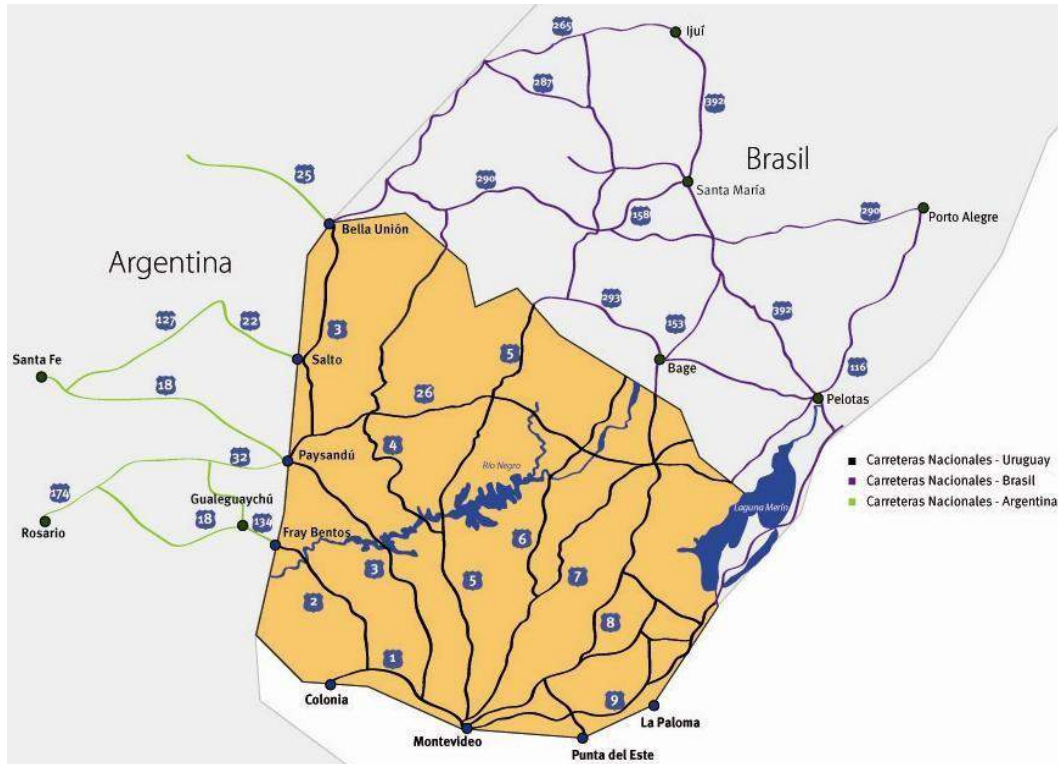 265
Ijuí
287
392
Brasil
25
290
Santa María
158
290
Porto Alegre
Bella Unión
Argentina
293
153
392
127
22
3
5
Santa Fe
Salto
Bage
116
18
26
Pelotas
4
32
Paysandú
Río Negro
Carreteras Nacionales - Uruguay
Carreteras Nacionales - Brasil
Carreteras Nacionales - Argentina
174
Gualeguaychú
Laguna Merín
Rosario
18
134
Fray Bentos
6
3
5
7
2
8
1
9
Colonia
La Paloma
Montevideo
Punta del Este